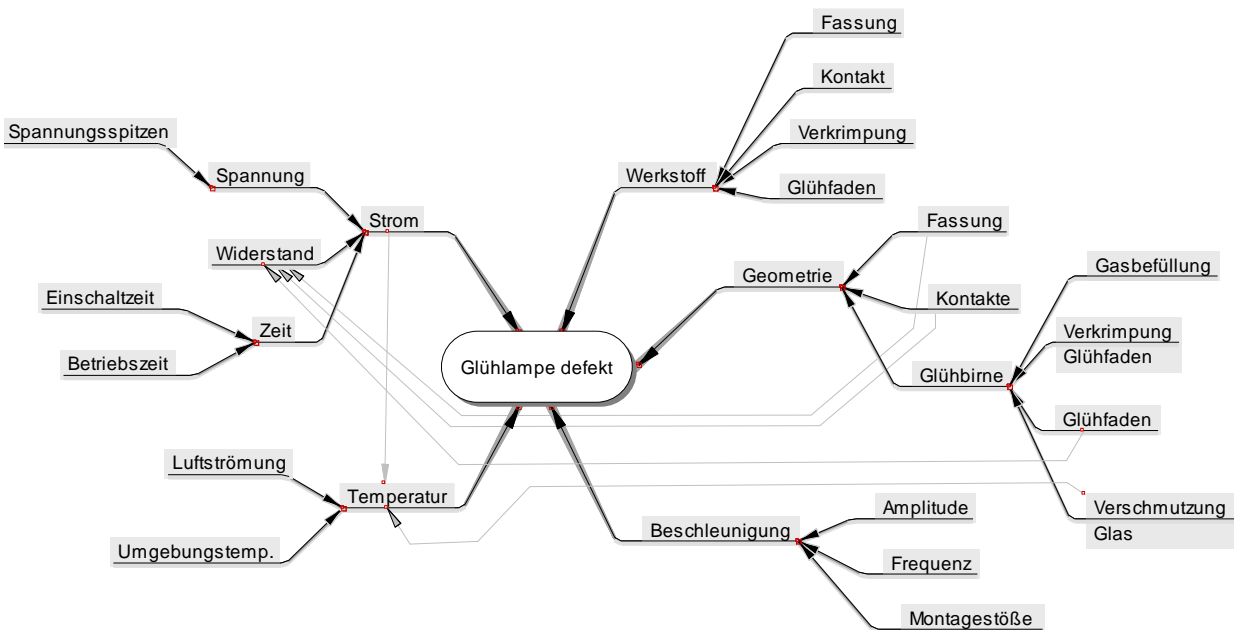 Fassung
Kontakt
Spannungsspitzen
Verkrimpung
Spannung
Werkstoff
Glühfaden
Strom
Fassung
Widerstand
Geometrie
Gasbefüllung
Einschaltzeit
Kontakte
Zeit
Verkrimpung
Glühfaden
Betriebszeit
Glühlampe defekt
Glühbirne
Glühfaden
Luftströmung
Temperatur
Verschmutzung
Glas
Amplitude
Beschleunigung
Umgebungstemp.
Frequenz
Montagestöße